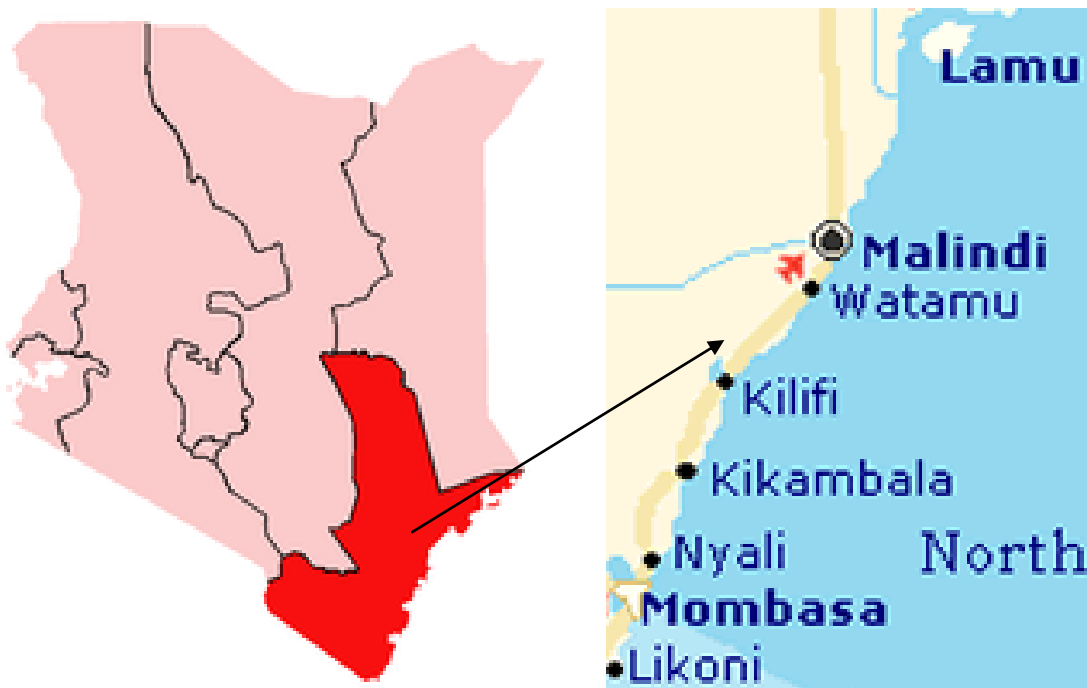 Lamu
Malindi
Watamu
Kilifi
Kikambala
Nyali
North
Mombasa
Likoni